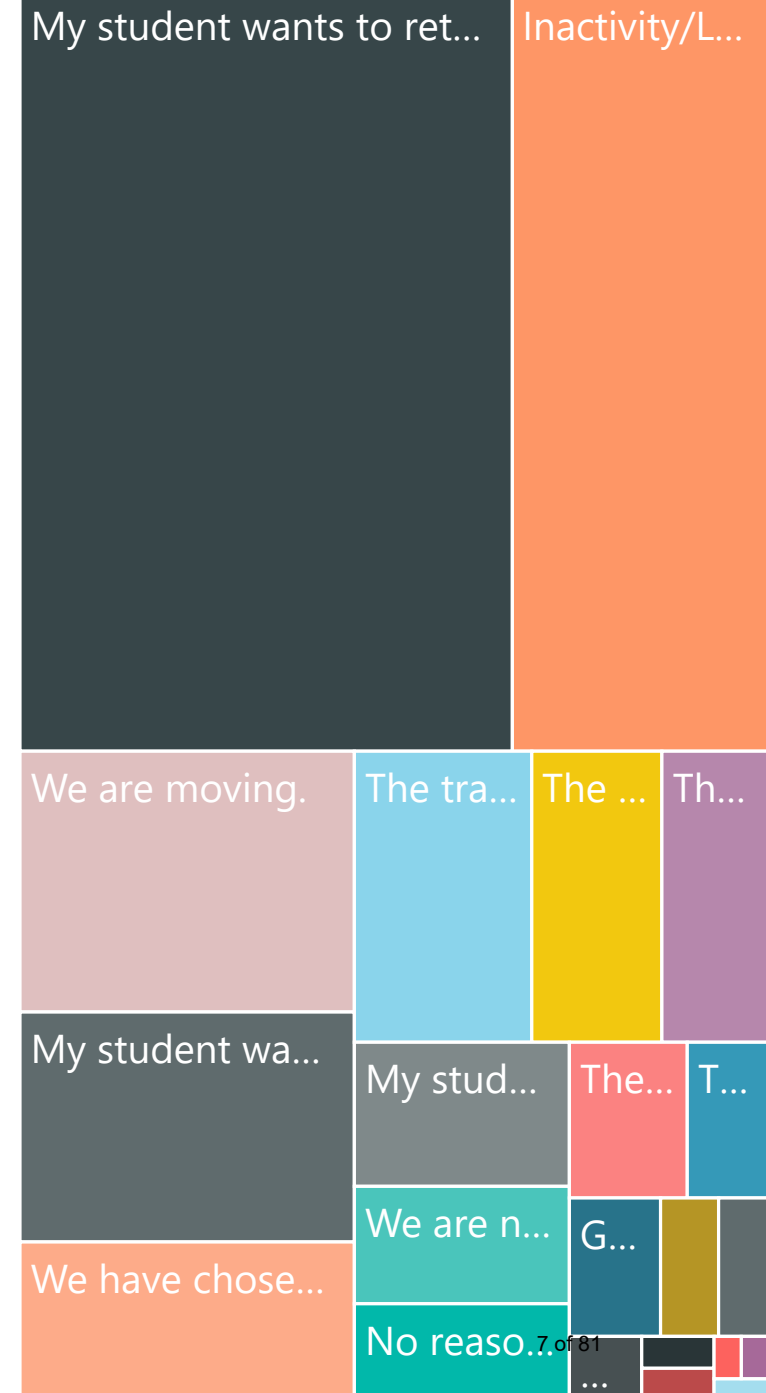 My student wants to ret...
Inactivity/L...
We are moving.
The tra...
The ...
Th...
My student wa...
My stud...
The...
T...
We are n...
G...
We have chose...
No reaso...
7 of 81
...